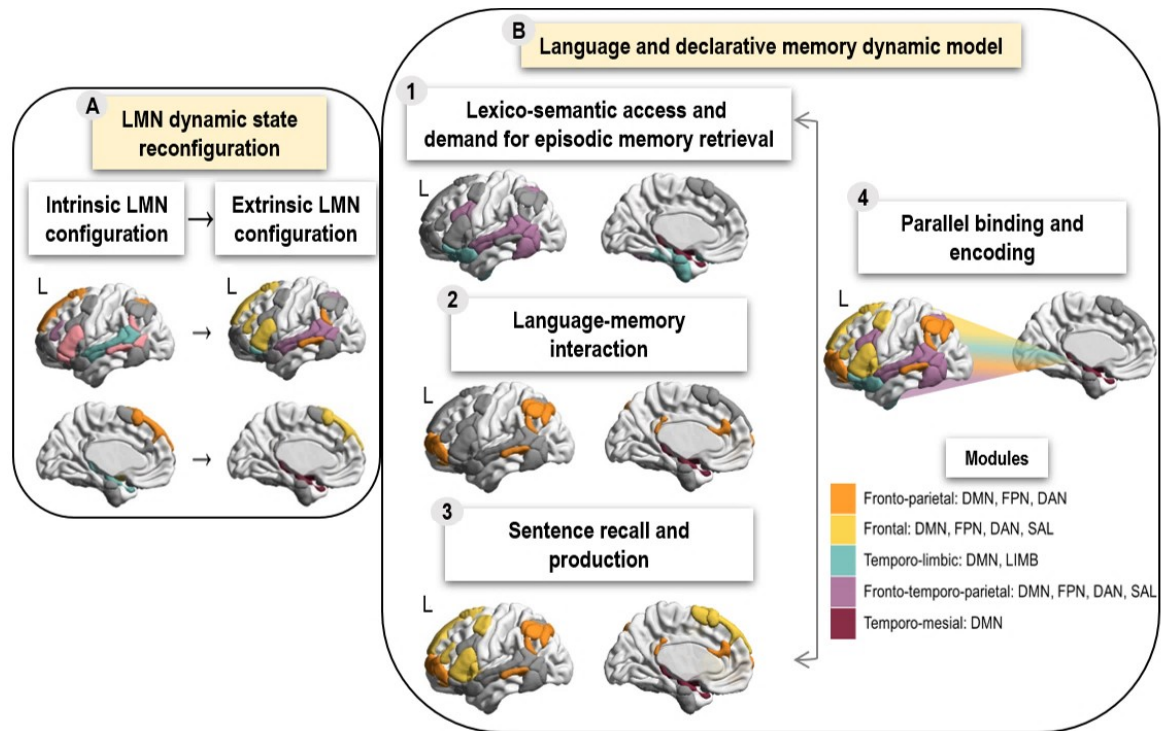 A
LMN dynamic state
reconfiguration
Intrinsic LMN
configuration
→
Extrinsic LMN
configuration
L
→
L
→
B
Language and declarative memory dynamic model
1
Lexico-semantic access and
demand for episodic memory retrieval
L
2
Language-memory
interaction
L
3
Sentence recall and
production
L
4
Parallel binding and
encoding
L
Modules
Fronto-parietal: DMN, FPN, DAN
Frontal: DMN, FPN, DAN, SAL
Temporo-limbic: DMN, LIMB
Fronto-temporo-parietal: DMN, FPN, DAN, SAL
Temporo-mesial: DMN